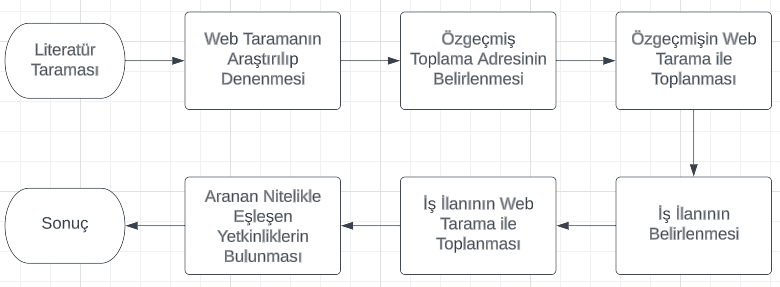 Literatür
Taraması
Web Taramanın
Araştırılıp
Denenmesi
Özgeçmiş
Toplama Adresinin
Belirlenmesi
Özgeçmişin Web
Tarama ile
Toplanması
İş İlanının
Belirlenmesi
İş İlanının Web
Tarama ile
Toplanması
Aranan Nitelikle
Eşleşen
Yetkinliklerin
Bulunması
Sonuç